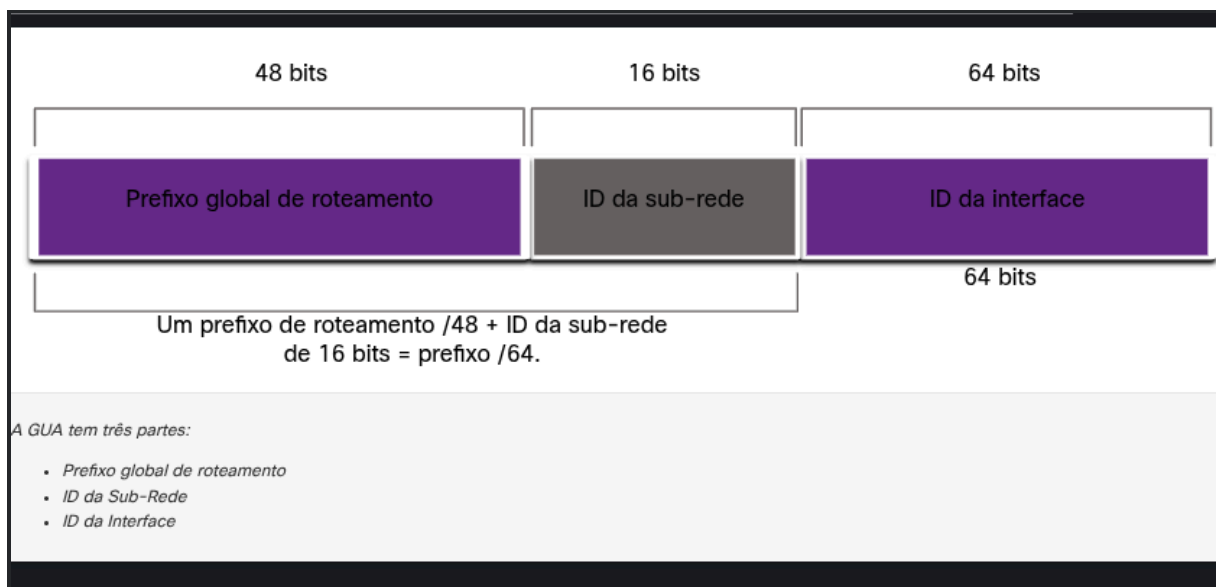 48 bits
16 bits
64 bits
Prefixo global de roteamento
ID da sub-rede
ID da interface
64 bits
Um prefixo de roteamento /48 + ID da sub-rede
de 16 bits = prefixo /64.
A GUA tem três partes:
• Prefixo global de roteamento
• ID da Sub-Rede
• ID da Interface